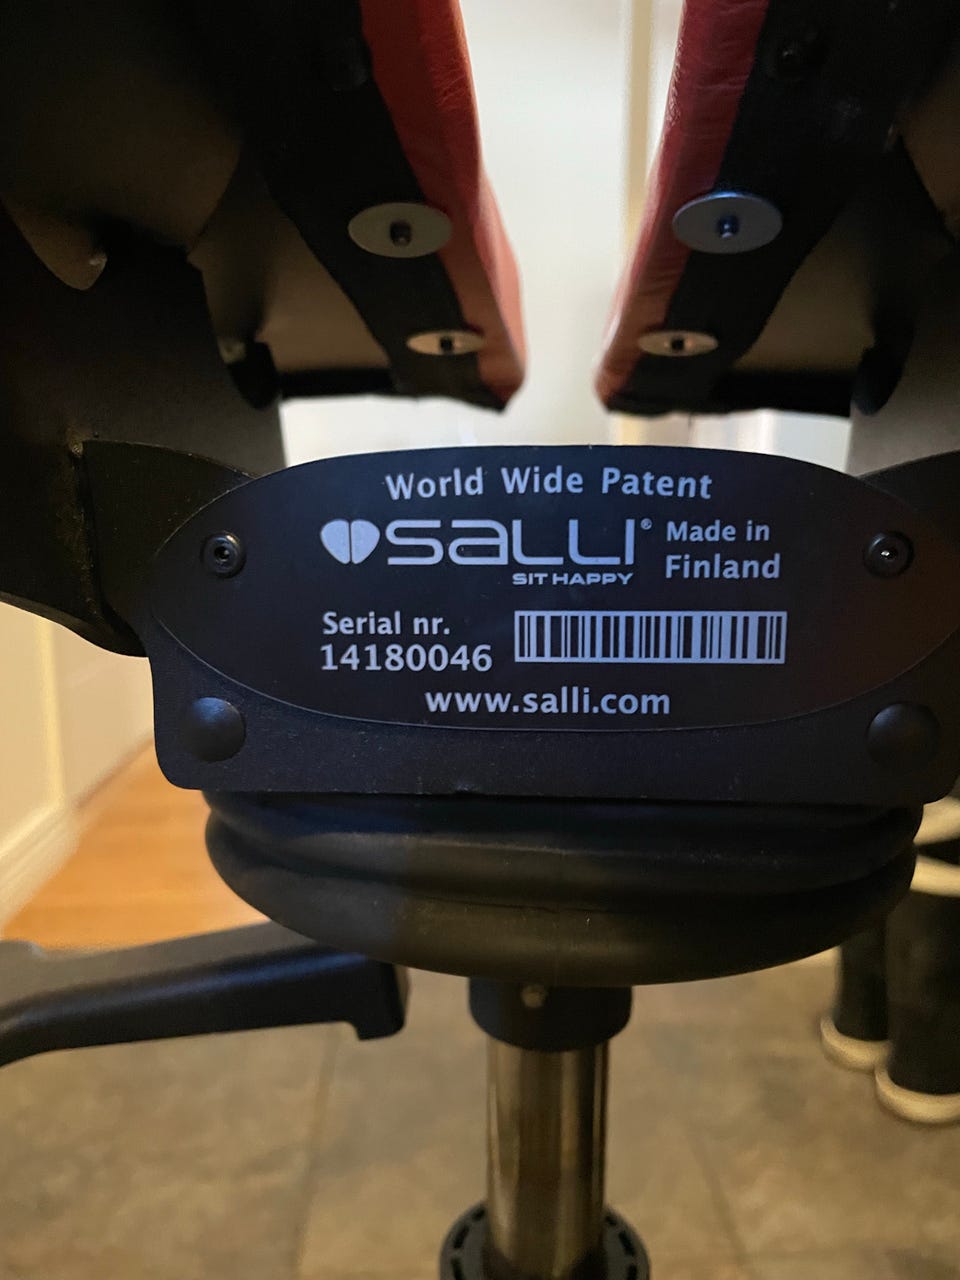 World Wide Patent
SALLI® Made in
SIT HAPPY Finland
Serial nr.
14180046
www.salli.com